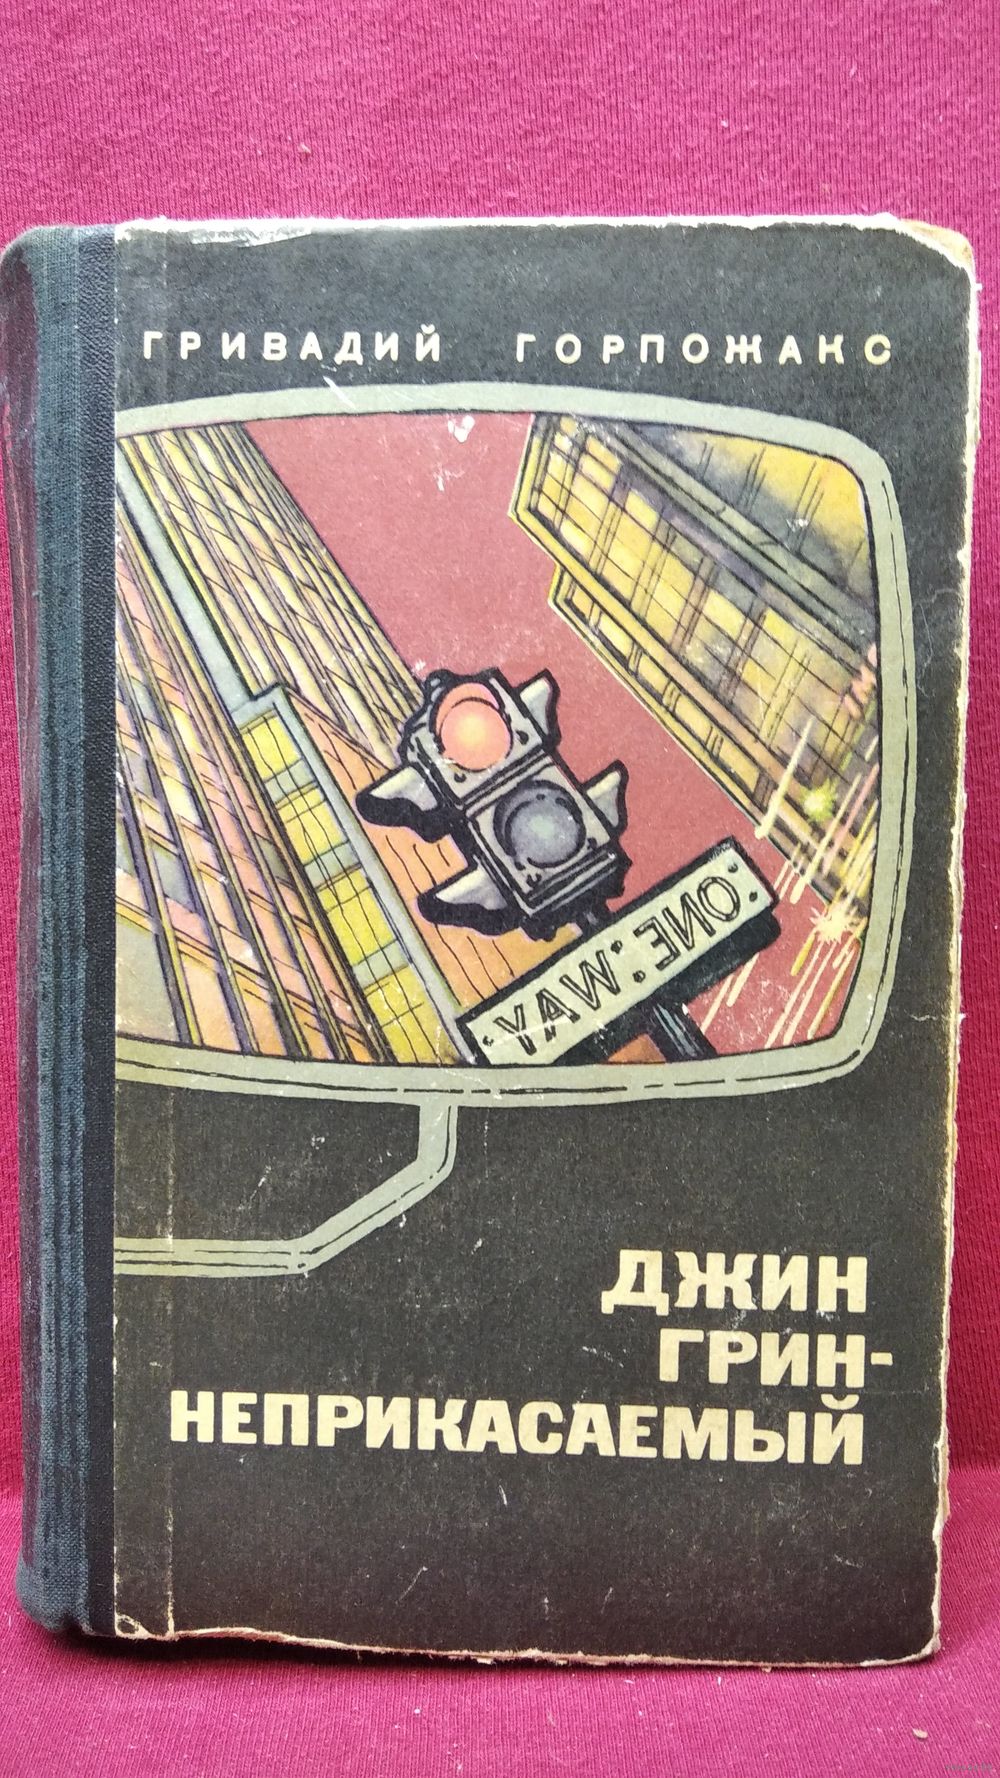 ГРИВАДИЙ ГОРПОЖАКС
ONE WAY
ДЖИН
ГРИН-
НЕПРИКАСАЕМЫЙ